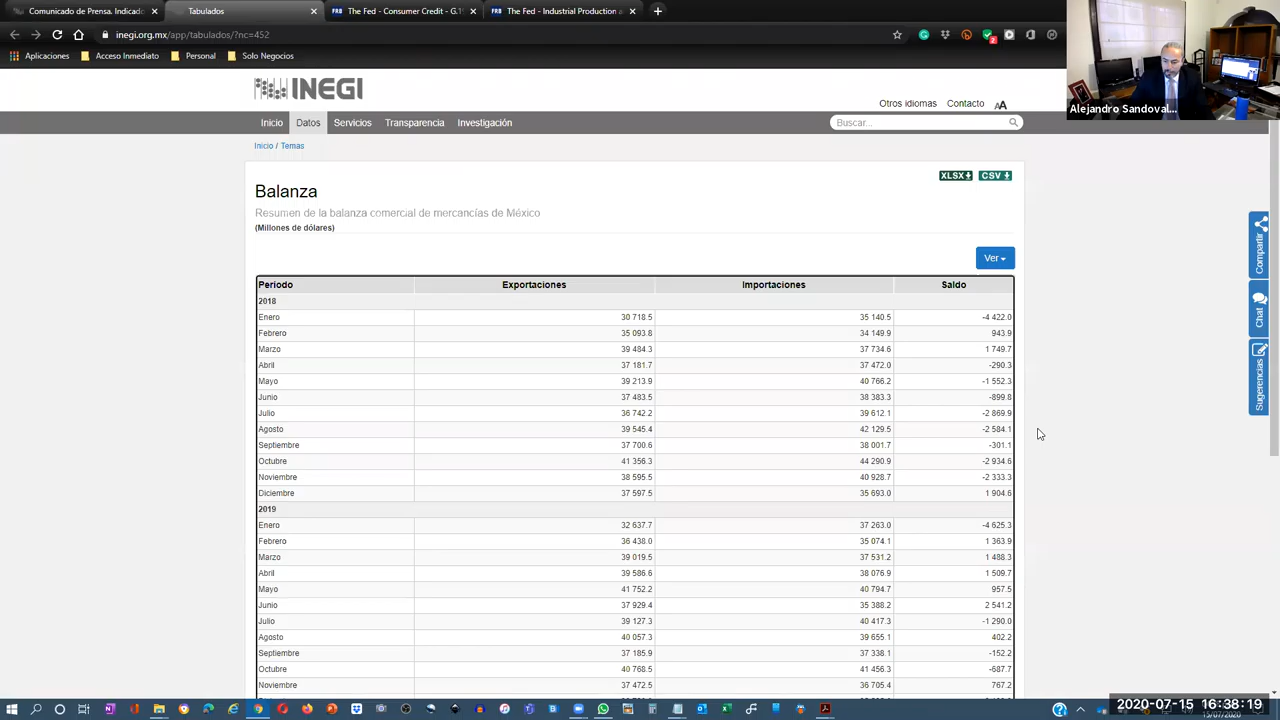 Comunicado de Prensa. Indicado
Tabulados
The Fed - Consumer Credit - G.1
The Fed - Industrial Production a
inegi.org.mx/app/tabulados/?nc=452
Aplicaciones Acceso Inmediato Personal Solo Negocios
Alejandro Sandoval...
INEGI
Otros idiomas Contacto AA
Inicio Datos Servicios Transparencia Investigación
Buscar...
Inicio / Temas
XLSX CSV
Balanza
Resumen de la balanza comercial de mercancías de México
(Millones de dólares)
Ver
Periodo Exportaciones Importaciones Saldo
2018
Enero 30 718.5 35 140.5 -4 422.0
Febrero 35 093.8 34 149.9 943.9
Marzo 39 484.3 37 734.6 1 749.7
Abril 37 181.7 37 472.0 -290.3
Mayo 39 213.9 40 766.2 -1 552.3
Junio 37 483.5 38 383.3 -899.8
Julio 36 742.2 39 612.1 -2 869.9
Agosto 39 545.4 42 129.5 -2 584.1
Septiembre 37 700.6 38 001.7 -301.1
Octubre 41 356.3 44 290.9 -2 934.6
Noviembre 38 595.5 40 928.7 -2 333.3
Diciembre 37 597.5 35 693.0 1 904.6
2019
Enero 32 637.7 37 263.0 -4 625.3
Febrero 36 438.0 35 074.1 1 363.9
Marzo 39 019.5 37 531.2 1 488.3
Abril 39 586.6 38 076.9 1 509.7
Mayo 41 752.2 40 794.7 957.5
Junio 37 929.4 35 388.2 2 541.2
Julio 39 127.3 40 417.3 -1 290.0
Agosto 40 057.3 39 655.1 402.2
Septiembre 37 185.9 37 338.1 -152.2
Octubre 40 768.5 41 456.3 -687.7
Noviembre 37 472.5 36 705.4 767.2
Compartir
Chat
Sugerencias
2020-07-15 16:38:19
15/07/2020